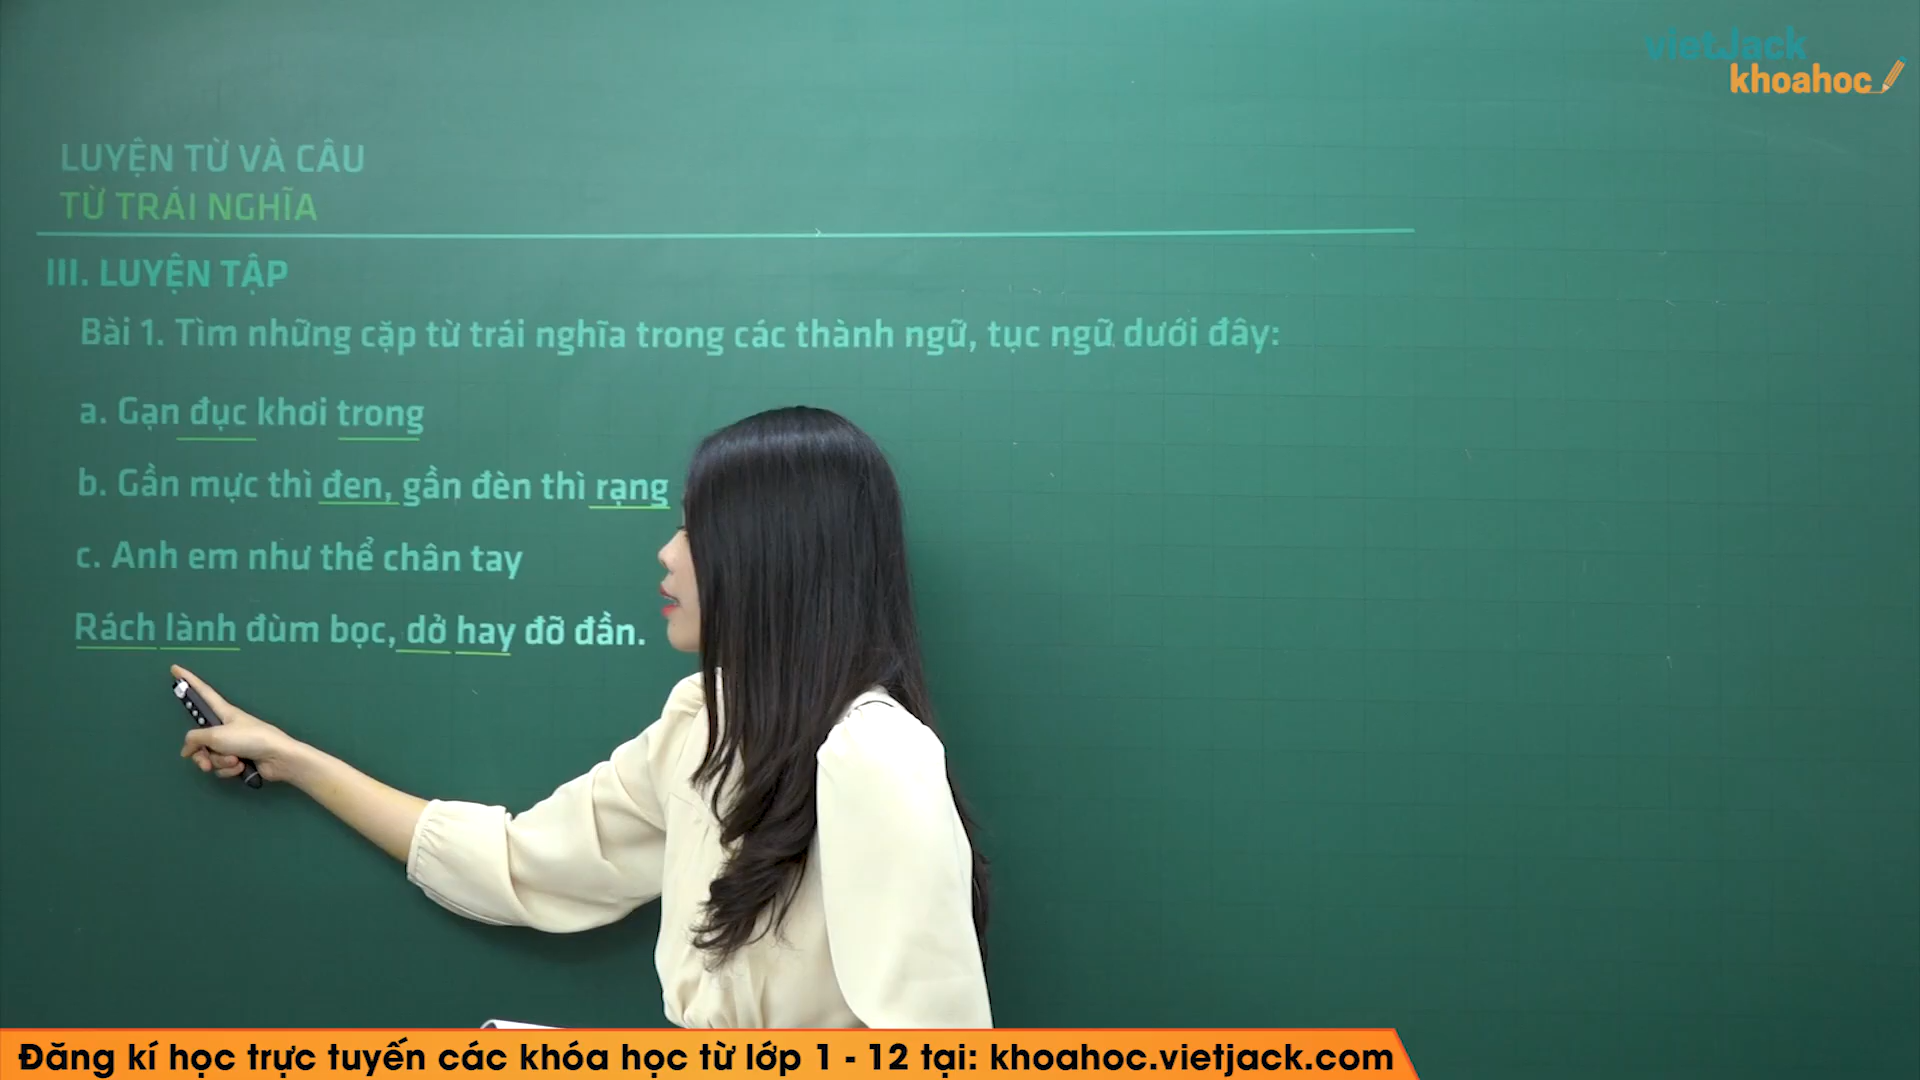 vietJack
khoahoc
LUYỆN TỪ VÀ CÂU
TỪ TRÁI NGHĨA
III. LUYỆN TẬP
Bài 1. Tìm những cặp từ trái nghĩa trong các thành ngữ, tục ngữ dưới đây:
a. Gạn đục khơi trong
b. Gần mực thì đen, gần đèn thì rạng
c. Anh em như thể chân tay
Rách lành đùm bọc, dở hay đỡ đần.
Đăng kí học trực tuyến các khóa học từ lớp 1 - 12 tại: khoahoc.vietjack.com